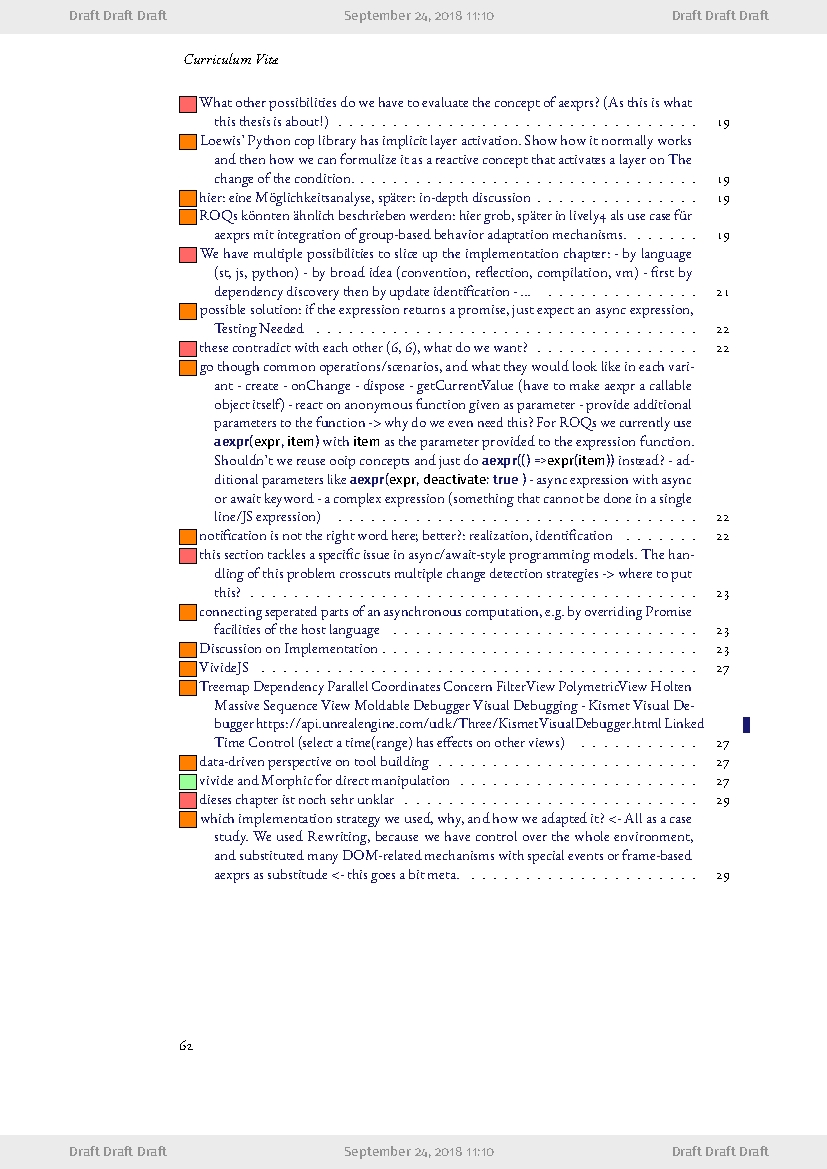 Draft Draft Draft September 24, 2018 11:10 Draft Draft Draft
Curriculum Vitæ
What other possibilities do we have to evaluate the concept of aexprs? (As this is what
this thesis is about!) . . . . . . . . . . . . . . . . . . . . . . . . . . . . . . . . . 19
Loewis' Python cop library has implicit layer activation. Show how it normally works
and then how we can formulize it as a reactive concept that activates a layer on The
change of the condition. . . . . . . . . . . . . . . . . . . . . . . . . . . . . . . . 19
hier: eine Möglichkeitsanalyse, später: in-depth discussion . . . . . . . . . . . . . . . 19
ROQs könnten ähnlich beschrieben werden: hier grob, später in lively4 als use case für
aexprs mit integration of group-based behavior adaptation mechanisms. . . . . . . 19
We have multiple possibilities to slice up the implementation chapter: - by language
(st, js, python) - by broad idea (convention, reflection, compilation, vm) - first by
dependency discovery then by update identification - ... . . . . . . . . . . . . . . 21
possible solution: if the expression returns a promise, just expect an async expression,
Testing Needed . . . . . . . . . . . . . . . . . . . . . . . . . . . . . . . . . . . 22
these contradict with each other (6, 6), what do we want? . . . . . . . . . . . . . . . 22
go though common operations/scenarios, and what they would look like in each vari-
ant - create - onChange - dispose - getCurrentValue (have to make aexpr a callable
object itself) - react on anonymous function given as parameter - provide additional
parameters to the function -> why do we even need this? For ROQs we currently use
aexpr(expr, item) with item as the parameter provided to the expression function.
Shouldn't we reuse ooip concepts and just do aexpr(() =>expr(item)) instead? - ad-
ditional parameters like aexpr(expr, deactivate: true ) - async expression with async
or await keyword - a complex expression (something that cannot be done in a single
line/JS expression) . . . . . . . . . . . . . . . . . . . . . . . . . . . . . . . . . 22
notification is not the right word here; better?: realization, identification . . . . . . . 22
this section tackles a specific issue in async/await-style programming models. The han-
dling of this problem crosscuts multiple change detection strategies -> where to put
this? . . . . . . . . . . . . . . . . . . . . . . . . . . . . . . . . . . . . . . . . . 23
connecting seperated parts of an asynchronous computation, e.g. by overriding Promise
facilities of the host language . . . . . . . . . . . . . . . . . . . . . . . . . . . . 23
Discussion on Implementation . . . . . . . . . . . . . . . . . . . . . . . . . . . . . 23
VivideJS . . . . . . . . . . . . . . . . . . . . . . . . . . . . . . . . . . . . . . . . 27
Treemap Dependency Parallel Coordinates Concern FilterView PolymetricView Holten
Massive Sequence View Moldable Debugger Visual Debugging - Kismet Visual De-
bugger https://api.unrealengine.com/udk/Three/KismetVisualDebugger.html Linked
Time Control (select a time(range) has effects on other views) . . . . . . . . . . . 27
data-driven perspective on tool building . . . . . . . . . . . . . . . . . . . . . . . . 27
vivide and Morphic for direct manipulation . . . . . . . . . . . . . . . . . . . . . . 27
dieses chapter ist noch sehr unklar . . . . . . . . . . . . . . . . . . . . . . . . . . . 29
which implementation strategy we used, why, and how we adapted it? <- All as a case
study. We used Rewriting, because we have control over the whole environment,
and substituted many DOM-related mechanisms with special events or frame-based
aexprs as substitude <- this goes a bit meta. . . . . . . . . . . . . . . . . . . . . . 29
62
Draft Draft Draft September 24, 2018 11:10 Draft Draft Draft